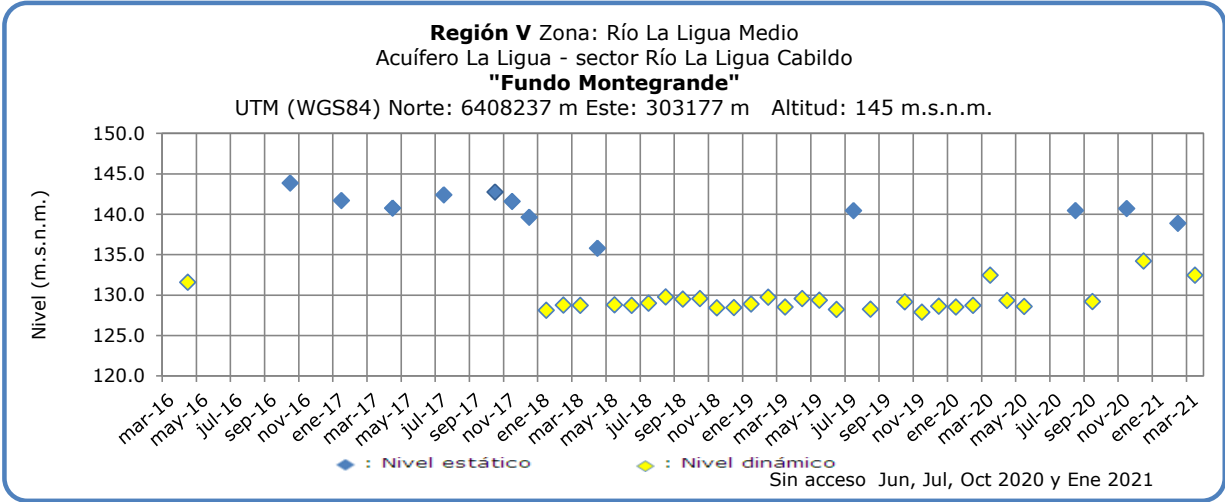 Región V Zona: Río La Ligua Medio
Acuífero La Ligua - sector Río La Ligua Cabildo
"Fundo Montegrande"
UTM (WGS84) Norte: 6408237 m Este: 303177 m Altitud: 145 m.s.n.m.
Nivel (m.s.n.m.)
150.0
145.0
140.0
135.0
130.0
125.0
120.0
mar-16 may-16 jul-16 sep-16 nov-16 ene-17 mar-17 may-17 jul-17 sep-17 nov-17 ene-18 mar-18 may-18 jul-18 sep-18 nov-18 ene-19 mar-19 may-19 jul-19 sep-19 nov-19 ene-20 mar-20 may-20 jul-20 sep-20 nov-20 ene-21 mar-21
: Nivel estático : Nivel dinámico
Sin acceso Jun, Jul, Oct 2020 y Ene 2021